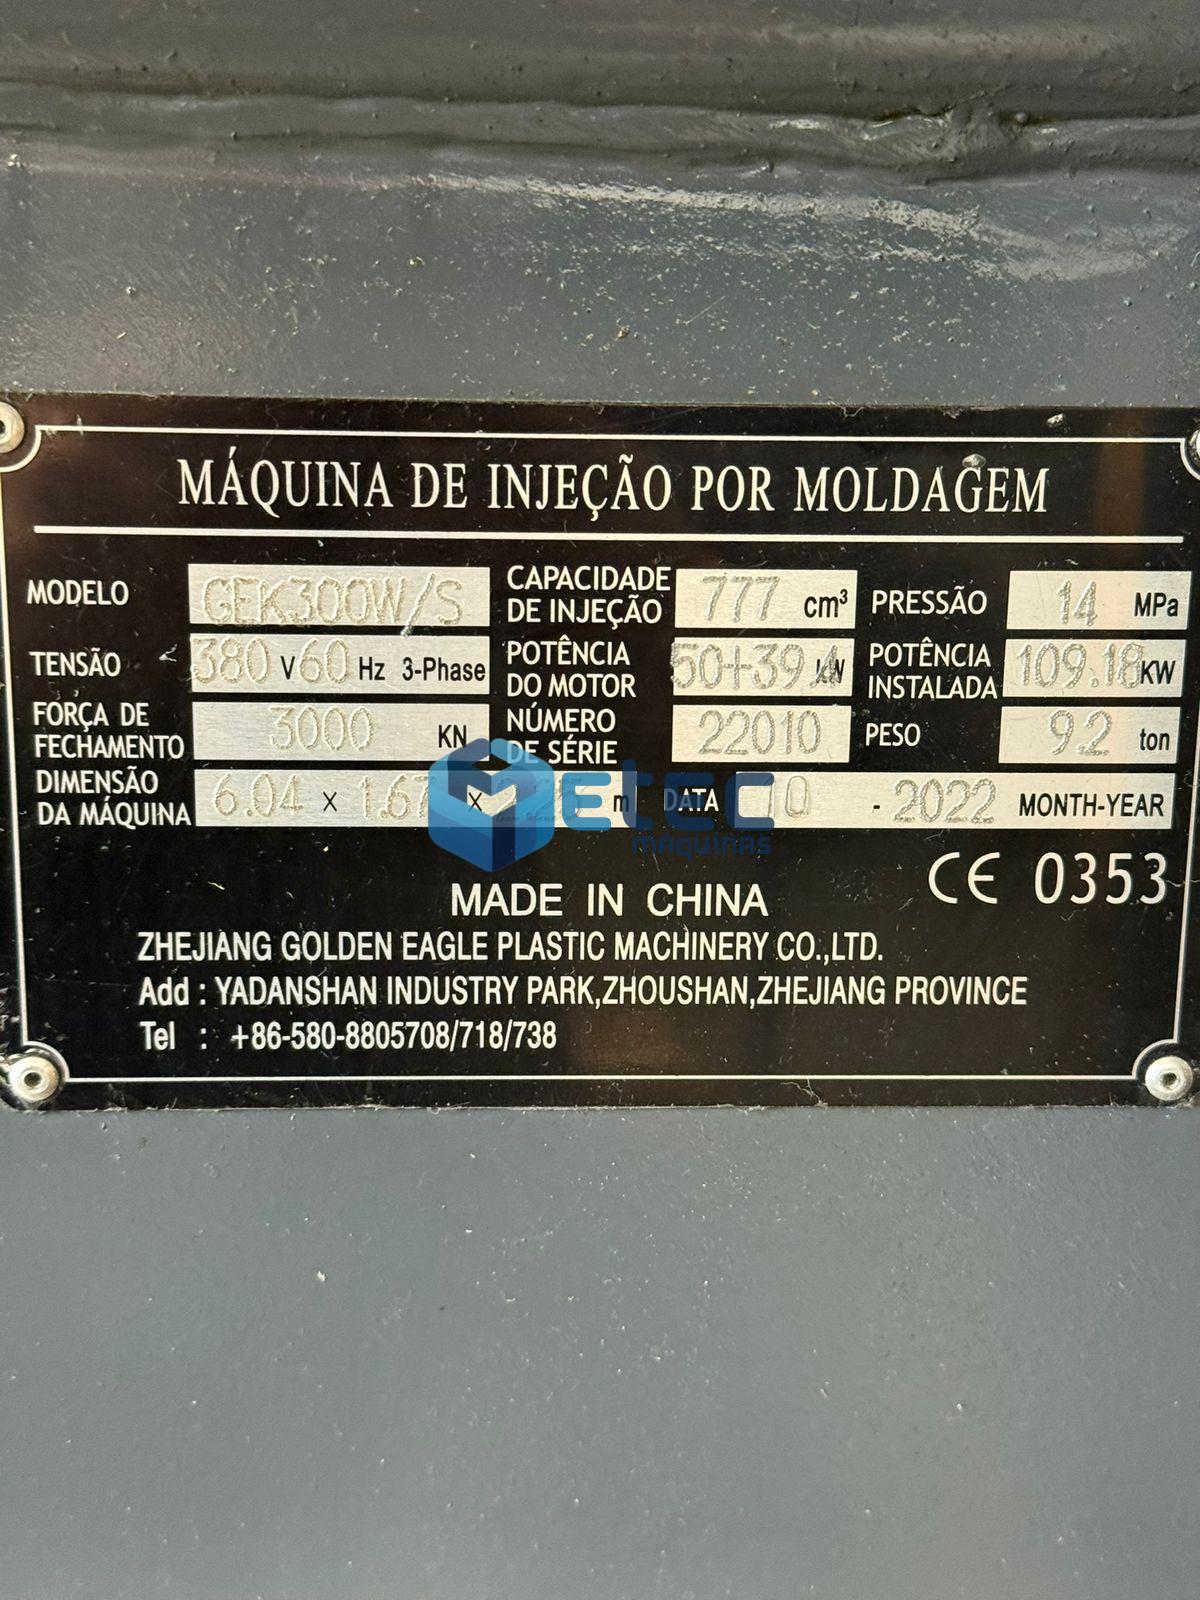 MÁQUINA DE INJEÇÃO POR MOLDAGEM
MODELO GEK300W/S CAPACIDADE DE INJEÇÃO 777 cm³ PRESSÃO 14 MPa
TENSÃO 380 V 60 Hz 3-Phase POTÊNCIA DO MOTOR 50+39.4 kW POTÊNCIA INSTALADA 109.18 KW
FORÇA DE FECHAMENTO 3000 KN NÚMERO DE SÉRIE 22010 PESO 9.2 ton
DIMENSÃO DA MÁQUINA 6.04 x 1.67 x m DATA 10 - 2022 MONTH-YEAR
etec
MÁQUINAS
CE 0353
MADE IN CHINA
ZHEJIANG GOLDEN EAGLE PLASTIC MACHINERY CO.,LTD.
Add : YADANSHAN INDUSTRY PARK,ZHOUSHAN,ZHEJIANG PROVINCE
Tel : +86-580-8805708/718/738